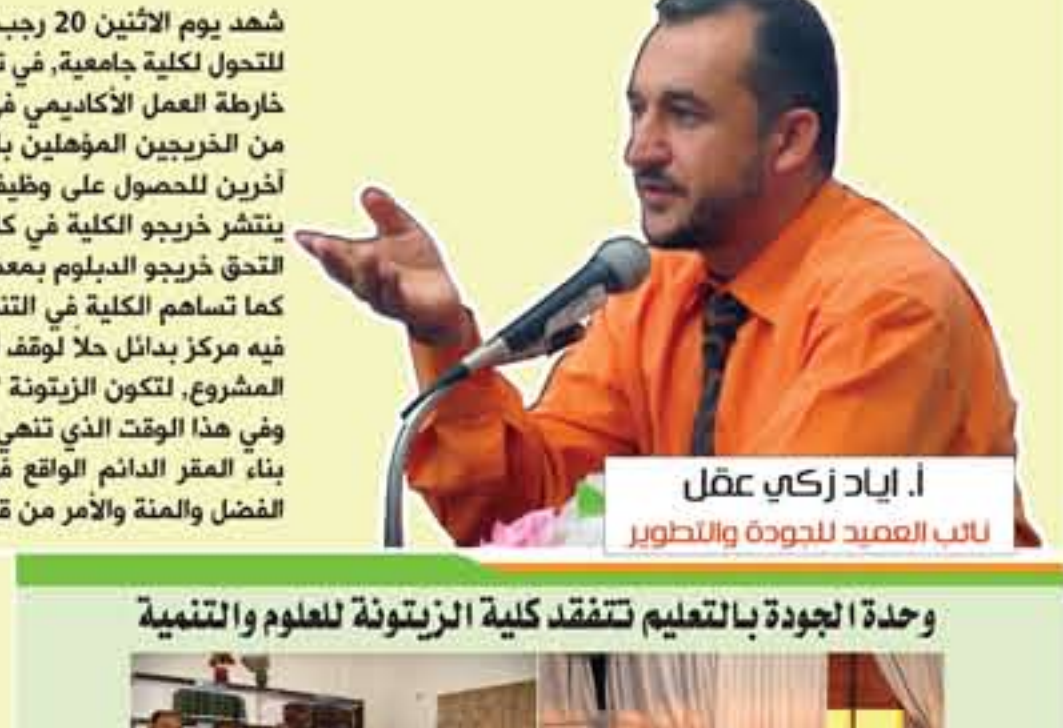 شهد يوم الاثنين 20 رجب
للتحول لكلية جامعية, في
خارطة العمل الأكاديمي
من الخريجين المؤهلين
آخرين للحصول على
ينتشر خريجو الكلية في
التحق خريجو الدبلوم
كما تساهم الكلية في
فيه مركز بدائل حلاً لوقف
المشروع, لتكون الزيتونة
وفي هذا الوقت الذي تنهي
بناء المقر الدائم الواقع
الفضل والمنة والأمر من
أ. اياد زكي عقل
نائب العميد للجودة والتطوير
وحدة الجودة بالتعليم تتفقد كلية الزيتونة للعلوم والتنمية